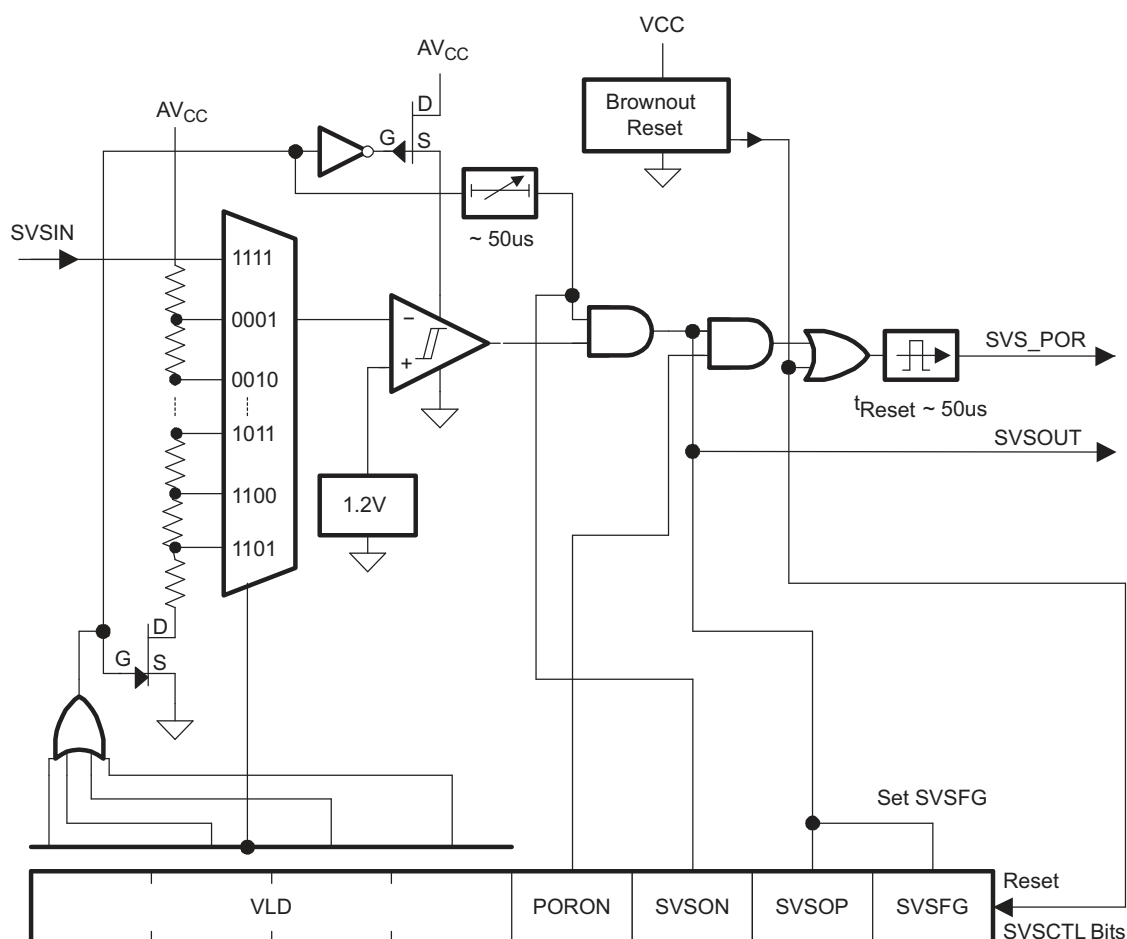 VCC
AVCC
Brownout
Reset
AVCC
D
G
S
SVSIN
~ 50us
1111
0001
0010
1011
1100
1101
−
+
1.2V
SVS_POR
tReset ~ 50us
SVSOUT
D
G
S
Set SVSFG
Reset
VLD
PORON
SVSON
SVSOP
SVSFG
SVSCTL Bits